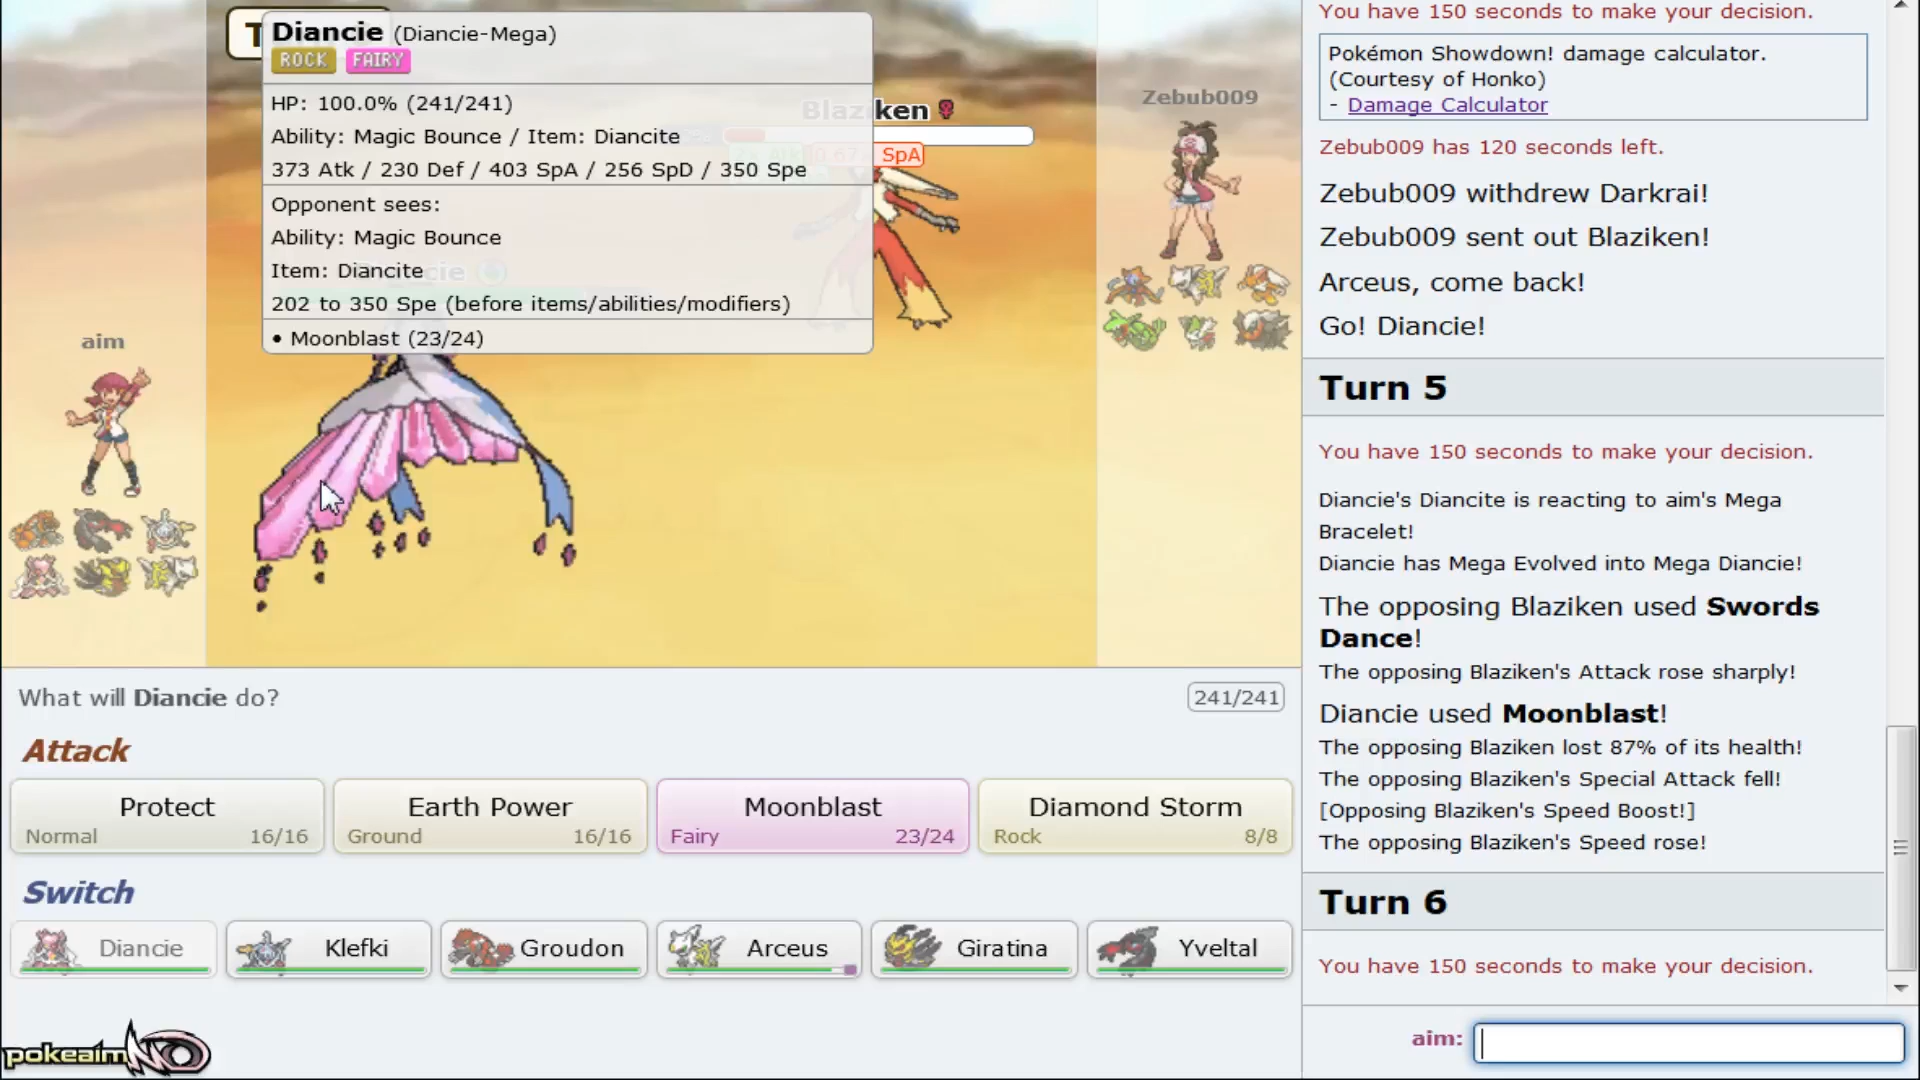 T
Diancie (Diancie-Mega)
ROCK FAIRY
HP: 100.0% (241/241)
Ability: Magic Bounce / Item: Diancite
373 Atk / 230 Def / 403 SpA / 256 SpD / 350 Spe
Opponent sees:
Ability: Magic Bounce
Item: Diancite
202 to 350 Spe (before items/abilities/modifiers)
• Moonblast (23/24)
Blaziken
SpA
aim
Zebub009
What will Diancie do?
241/241
Attack
Protect
Normal 16/16
Earth Power
Ground 16/16
Moonblast
Fairy 23/24
Diamond Storm
Rock 8/8
Switch
Diancie
Klefki
Groudon
Arceus
Giratina
Yveltal
pokeaimMD
You have 150 seconds to make your decision.
Pokémon Showdown! damage calculator.
(Courtesy of Honko)
- Damage Calculator
Zebub009 has 120 seconds left.
Zebub009 withdrew Darkrai!
Zebub009 sent out Blaziken!
Arceus, come back!
Go! Diancie!
Turn 5
You have 150 seconds to make your decision.
Diancie's Diancite is reacting to aim's Mega
Bracelet!
Diancie has Mega Evolved into Mega Diancie!
The opposing Blaziken used Swords
Dance!
The opposing Blaziken's Attack rose sharply!
Diancie used Moonblast!
The opposing Blaziken lost 87% of its health!
The opposing Blaziken's Special Attack fell!
[Opposing Blaziken's Speed Boost!]
The opposing Blaziken's Speed rose!
Turn 6
You have 150 seconds to make your decision.
aim: